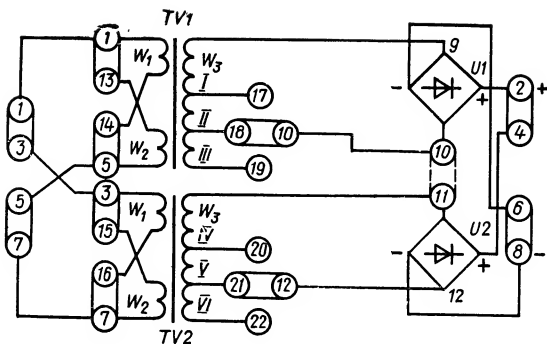 TV1
1 W1 W3 9
I
- U1 + 2 +
1 13 17
II
14 18 10 4
3 III 10
W2 5 19
5 3 W1 W3 11 6
IV
15 20 U2
7 V - 8 -
16 21 12 +
VI 12
W2 7 22
TV2